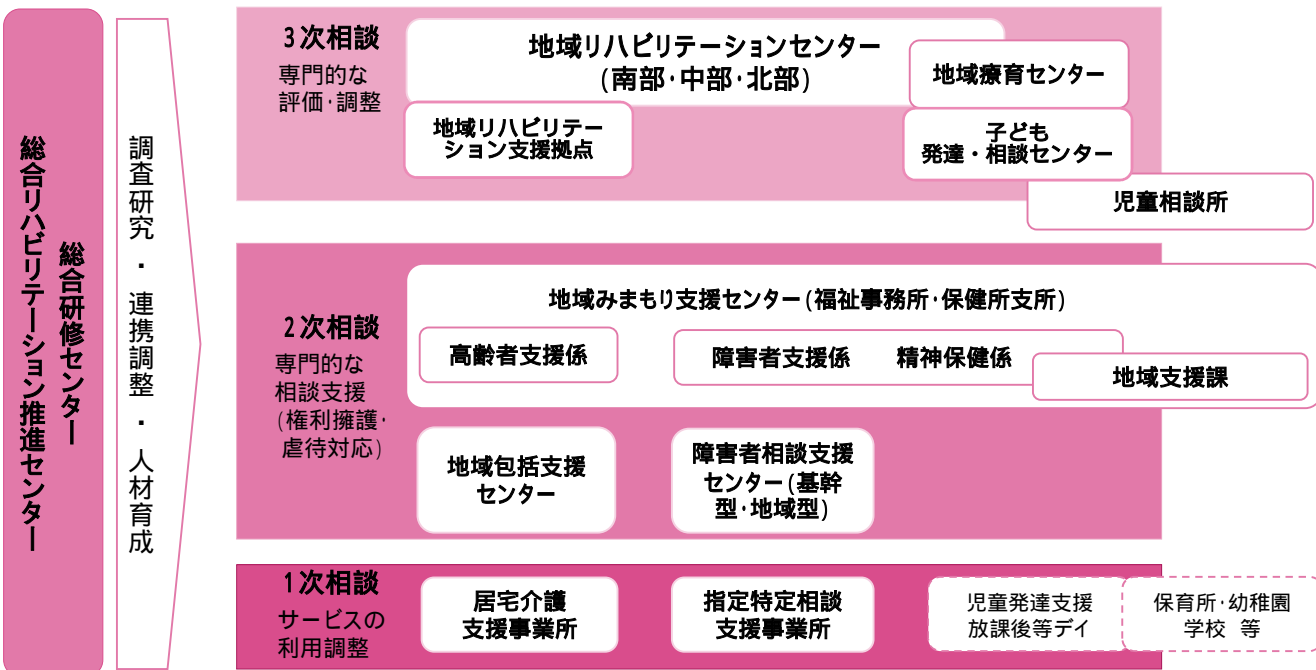 総合リハビリテーション推進センター
総合研修センター
調査研究・連携調整・人材育成
3次相談
専門的な
評価・調整
地域リハビリテーションセンター
(南部・中部・北部)
地域療育センター
地域リハビリテー
ション支援拠点
子ども
発達・相談センター
児童相談所
2次相談
専門的な
相談支援
(権利擁護・
虐待対応)
地域みまもり支援センター(福祉事務所・保健所支所)
高齢者支援係
障害者支援係 精神保健係
地域支援課
地域包括支援
センター
障害者相談支援
センター(基幹
型・地域型)
1次相談
サービスの
利用調整
居宅介護
支援事業所
指定特定相談
支援事業所
児童発達支援
放課後等デイ
保育所・幼稚園
学校 等